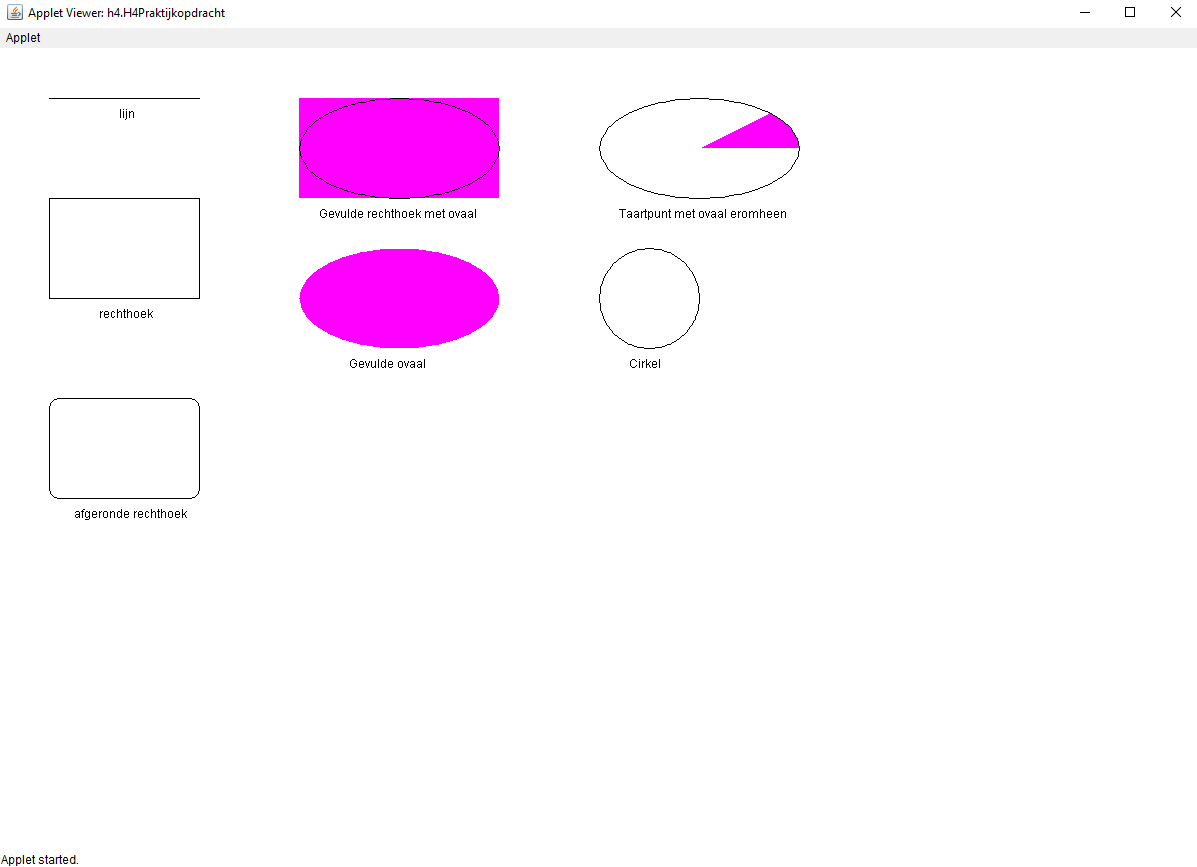 Applet Viewer: h4.H4Praktijkopdracht
Applet
lijn
rechthoek
afgeronde rechthoek
Gevulde rechthoek met ovaal
Gevulde ovaal
Taartpunt met ovaal eromheen
Cirkel
Applet started.